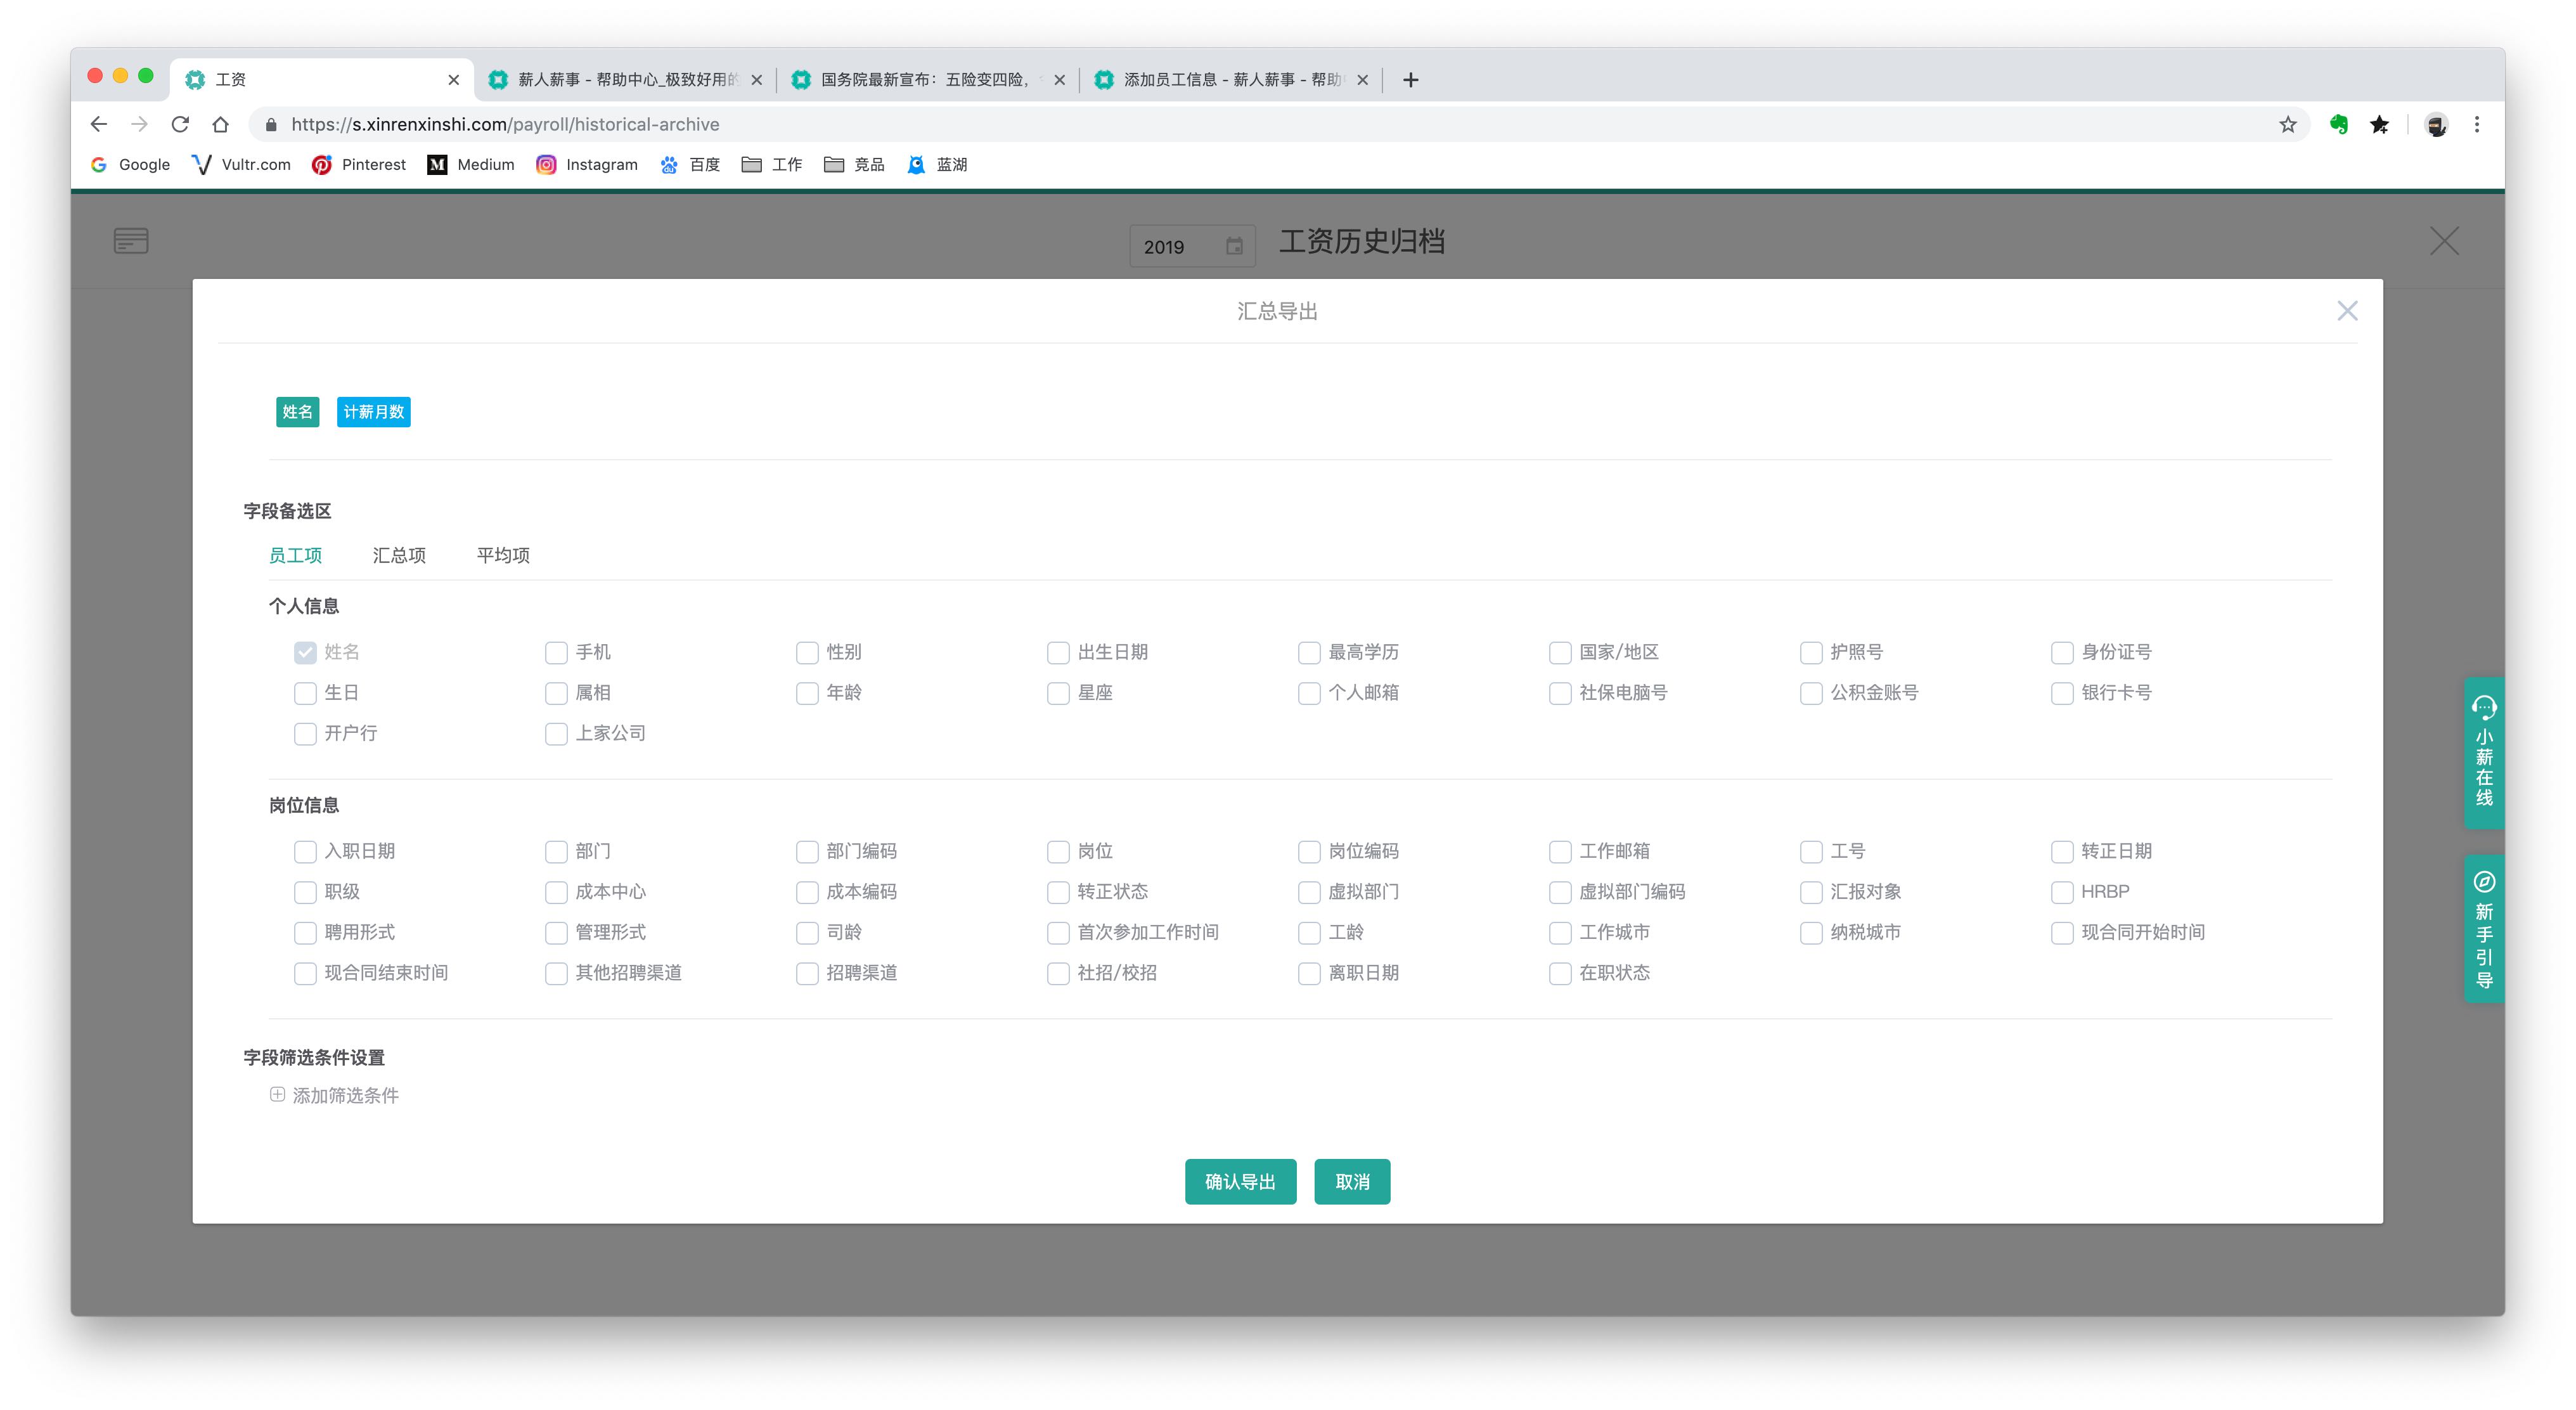 工资 薪人薪事 - 帮助中心_极致好用的 国务院最新宣布：五险变四险， 添加员工信息 - 薪人薪事 - 帮助
https://s.xinrenxinshi.com/payroll/historical-archive
Google Vultr.com Pinterest Medium Instagram 百度 工作 竞品 蓝湖
2019 工资历史归档
汇总导出
姓名 计薪月数
字段备选区
员工项 汇总项 平均项
个人信息
姓名 手机 性别 出生日期 最高学历 国家/地区 护照号 身份证号
生日 属相 年龄 星座 个人邮箱 社保电脑号 公积金账号 银行卡号
开户行 上家公司
岗位信息
入职日期 部门 部门编码 岗位 岗位编码 工作邮箱 工号 转正日期
职级 成本中心 成本编码 转正状态 虚拟部门 虚拟部门编码 汇报对象 HRBP
聘用形式 管理形式 司龄 首次参加工作时间 工龄 工作城市 纳税城市 现合同开始时间
现合同结束时间 其他招聘渠道 招聘渠道 社招/校招 离职日期 在职状态
字段筛选条件设置
添加筛选条件
确认导出 取消
小薪在线
新手引导